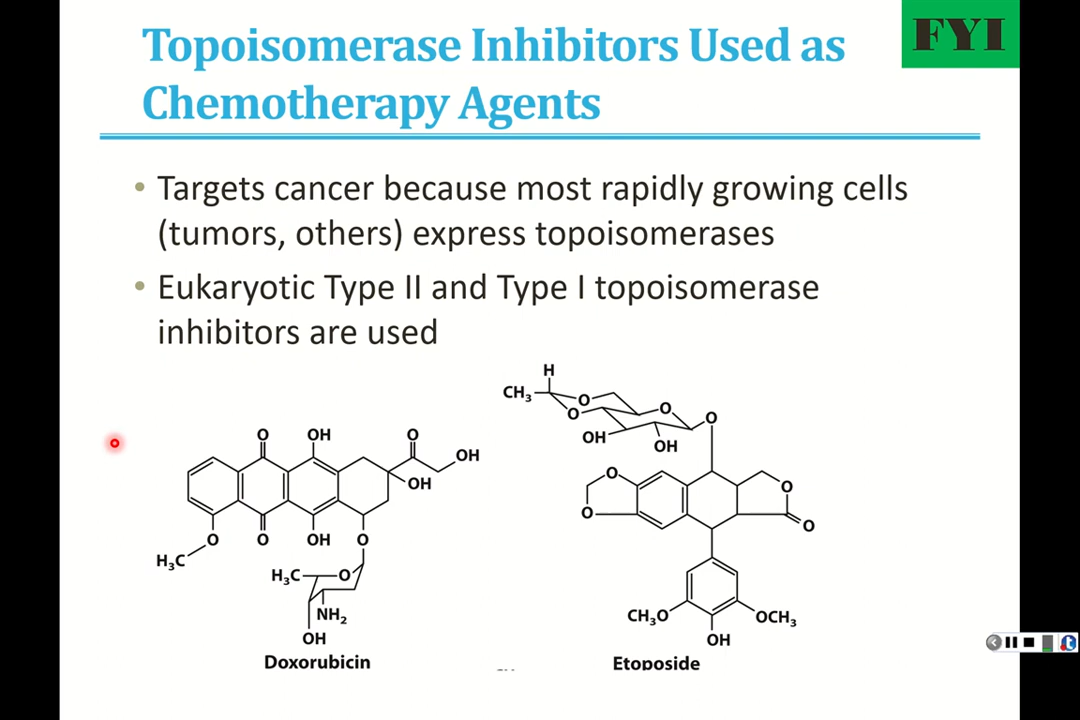 Topoisomerase Inhibitors Used as
Chemotherapy Agents
FYI
• Targets cancer because most rapidly growing cells
(tumors, others) express topoisomerases
• Eukaryotic Type II and Type I topoisomerase
inhibitors are used
O OH O OH
OH
O O OH O
H₃C
H₃C O
NH₂
OH
Doxorubicin
H
CH₃ O O O
O
OH OH
O O
O O
CH₃O OCH₃
OH
Etoposide